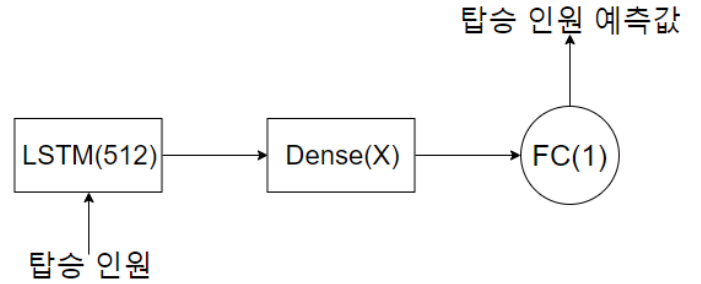 탑승 인원 예측값
LSTM(512)
Dense(X)
FC(1)
탑승 인원